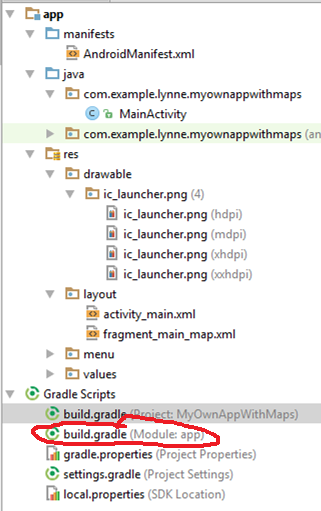 app
manifests
AndroidManifest.xml
java
com.example.lynne.myownappwithmaps
MainActivity
com.example.lynne.myownappwithmaps (an
res
drawable
ic_launcher.png (4)
ic_launcher.png (hdpi)
ic_launcher.png (mdpi)
ic_launcher.png (xhdpi)
ic_launcher.png (xxhdpi)
layout
activity_main.xml
fragment_main_map.xml
menu
values
Gradle Scripts
build.gradle (Project: MyOwnAppWithMaps)
build.gradle (Module: app)
gradle.properties (Project Properties)
settings.gradle (Project Settings)
local.properties (SDK Location)